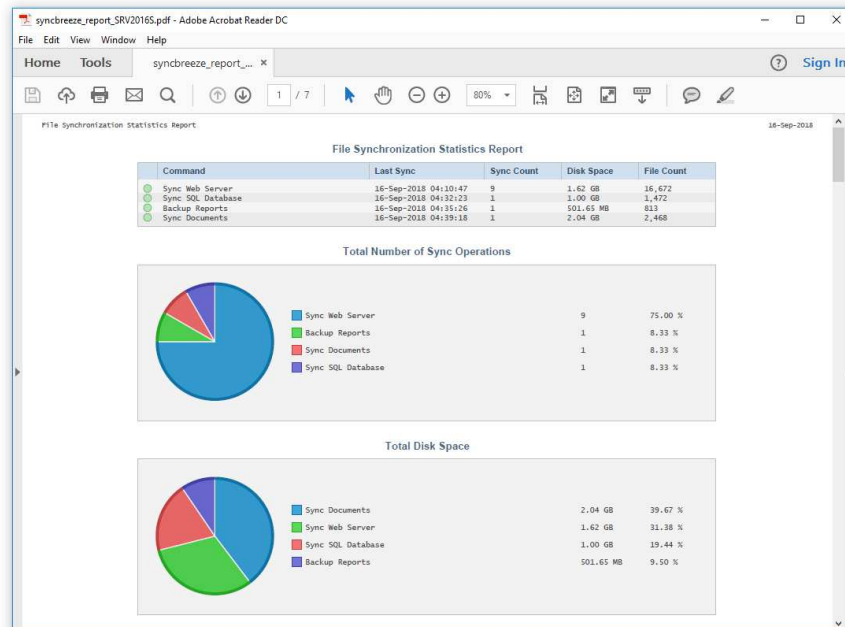 syncbreeze_report_SRV2016S.pdf - Adobe Acrobat Reader DC
File Edit View Window Help
Home Tools syncbreeze_report_... × Sign In
1 / 7 80%
File Synchronization Statistics Report 16-Sep-2018
File Synchronization Statistics Report
Command Last Sync Sync Count Disk Space File Count
Sync Web Server 16-Sep-2018 04:10:47 9 1.62 GB 16,672
Sync SQL Database 16-Sep-2018 04:32:23 1 1.00 GB 1,472
Backup Reports 16-Sep-2018 04:35:26 1 501.65 MB 813
Sync Documents 16-Sep-2018 04:39:18 1 2.04 GB 2,468
Total Number of Sync Operations
Sync Web Server 9 75.00 %
Backup Reports 1 8.33 %
Sync Documents 1 8.33 %
Sync SQL Database 1 8.33 %
Total Disk Space
Sync Documents 2.04 GB 39.67 %
Sync Web Server 1.62 GB 31.38 %
Sync SQL Database 1.00 GB 19.44 %
Backup Reports 501.65 MB 9.50 %